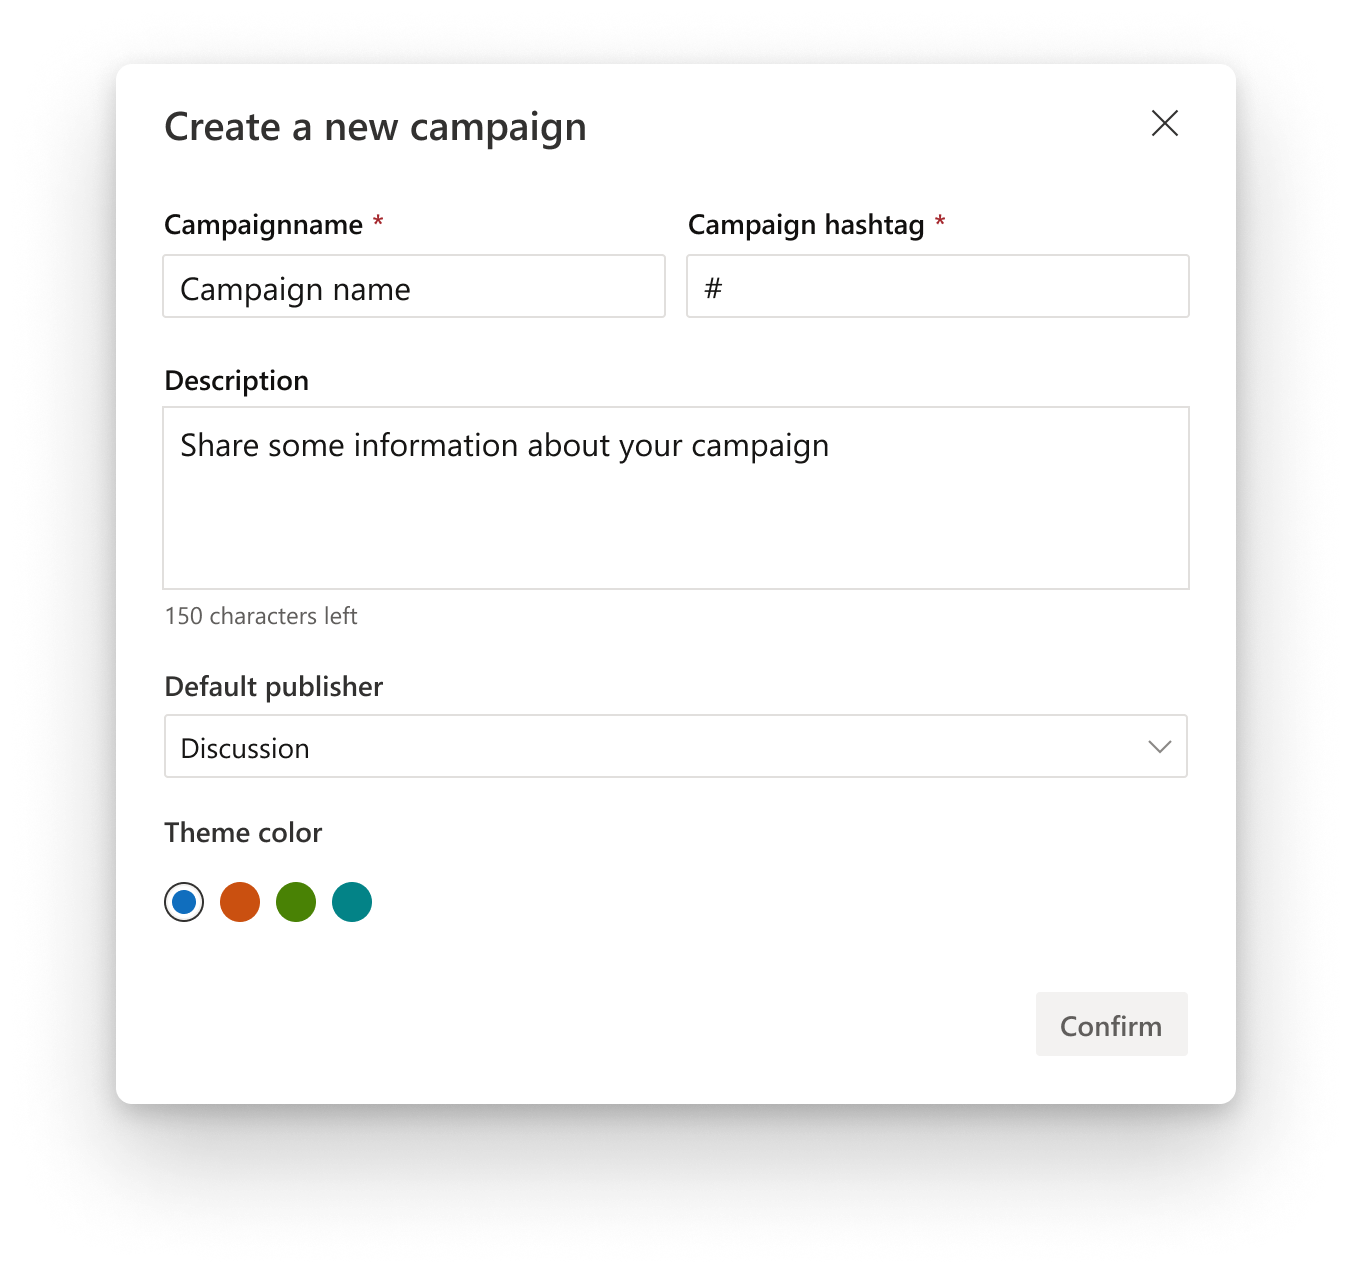 Create a new campaign
Campaignname *
Campaign hashtag *
Campaign name
#
Description
Share some information about your campaign
150 characters left
Default publisher
Discussion
Theme color
Confirm